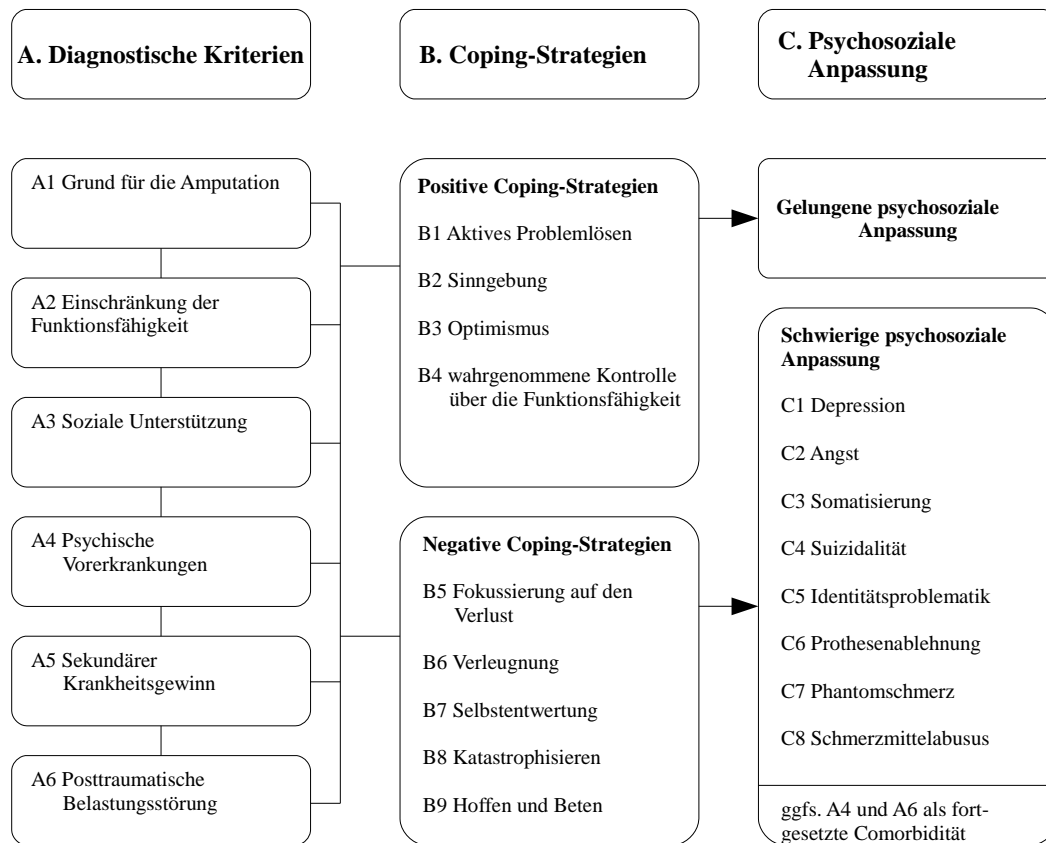 A. Diagnostische Kriterien
B. Coping-Strategien
C. Psychosoziale
Anpassung
A1 Grund für die Amputation
A2 Einschränkung der
Funktionsfähigkeit
A3 Soziale Unterstützung
A4 Psychische
Vorerkrankungen
A5 Sekundärer
Krankheitsgewinn
A6 Posttraumatische
Belastungsstörung
Positive Coping-Strategien
B1 Aktives Problemlösen
B2 Sinngebung
B3 Optimismus
B4 wahrgenommene Kontrolle
über die Funktionsfähigkeit
Negative Coping-Strategien
B5 Fokussierung auf den
Verlust
B6 Verleugnung
B7 Selbstentwertung
B8 Katastrophisieren
B9 Hoffen und Beten
Gelungene psychosoziale
Anpassung
Schwierige psychosoziale
Anpassung
C1 Depression
C2 Angst
C3 Somatisierung
C4 Suizidalität
C5 Identitätsproblematik
C6 Prothesenablehnung
C7 Phantomschmerz
C8 Schmerzmittelabusus
ggfs. A4 und A6 als fort-
gesetzte Comorbidität